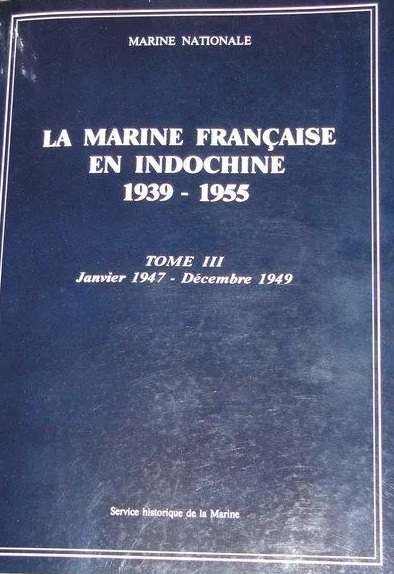 MARINE NATIONALE
LA MARINE FRANÇAISE
EN INDOCHINE
1939 - 1955
TOME III
Janvier 1947 - Décembre 1949
Service historique de la Marine